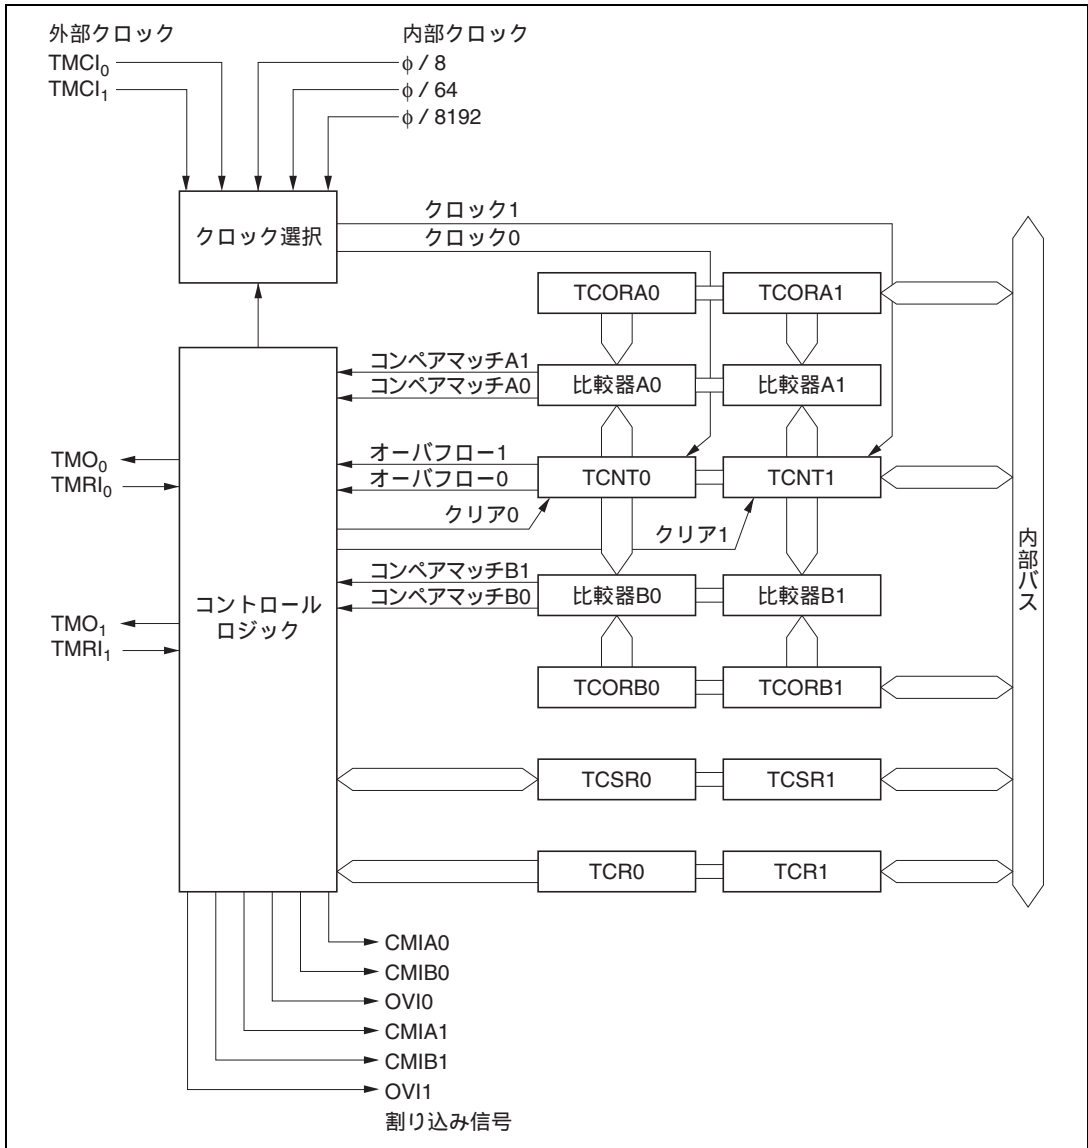 外部クロック
TMCI0
TMCI1
内部クロック
φ / 8
φ / 64
φ / 8192
クロック選択
クロック1
クロック0
TCORA0
TCORA1
コンペアマッチA1
コンペアマッチA0
比較器A0
比較器A1
TMO0
TMRI0
オーバフロー1
オーバフロー0
TCNT0
TCNT1
クリア0
クリア1
内部バス
コントロール
ロジック
コンペアマッチB1
コンペアマッチB0
比較器B0
比較器B1
TMO1
TMRI1
TCORB0
TCORB1
TCSR0
TCSR1
TCR0
TCR1
CMIA0
CMIB0
OVI0
CMIA1
CMIB1
OVI1
割り込み信号